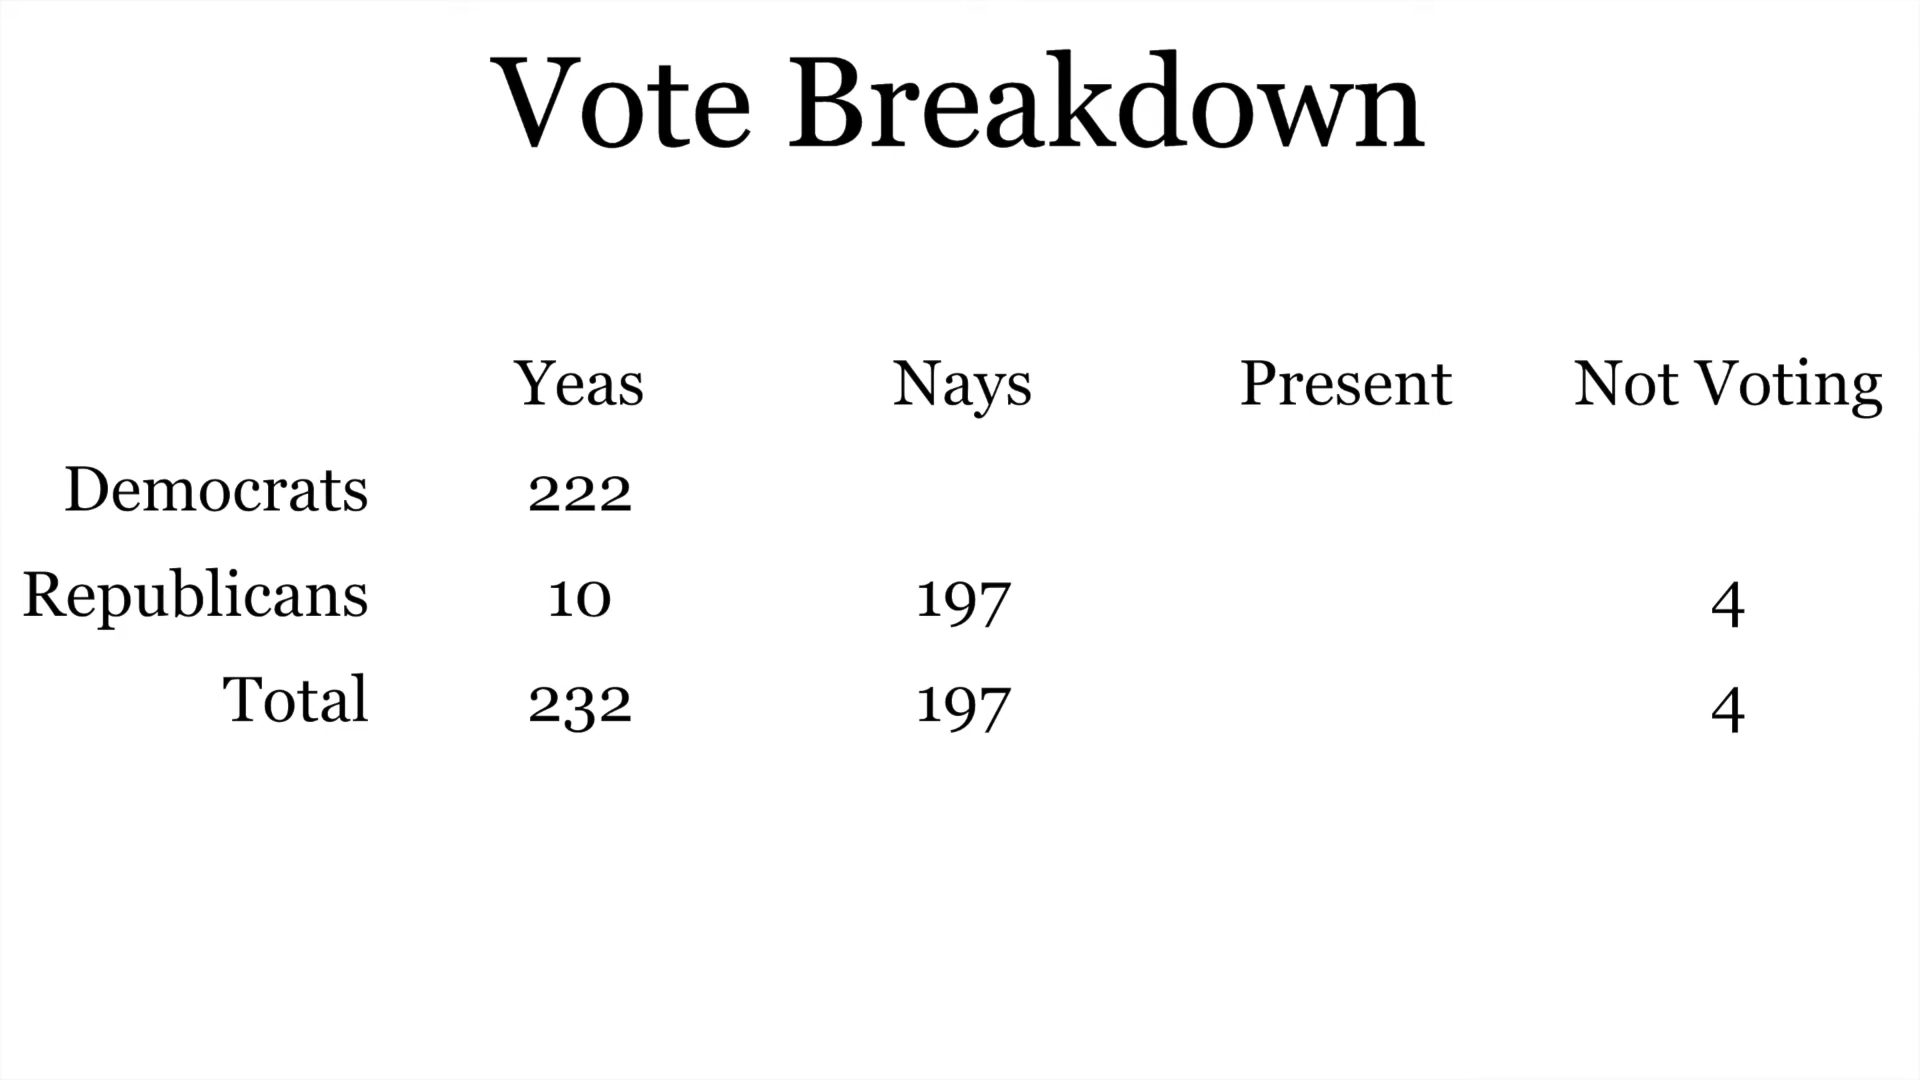 Vote Breakdown
Yeas Nays Present Not Voting
Democrats 222
Republicans 10 197 4
Total 232 197 4